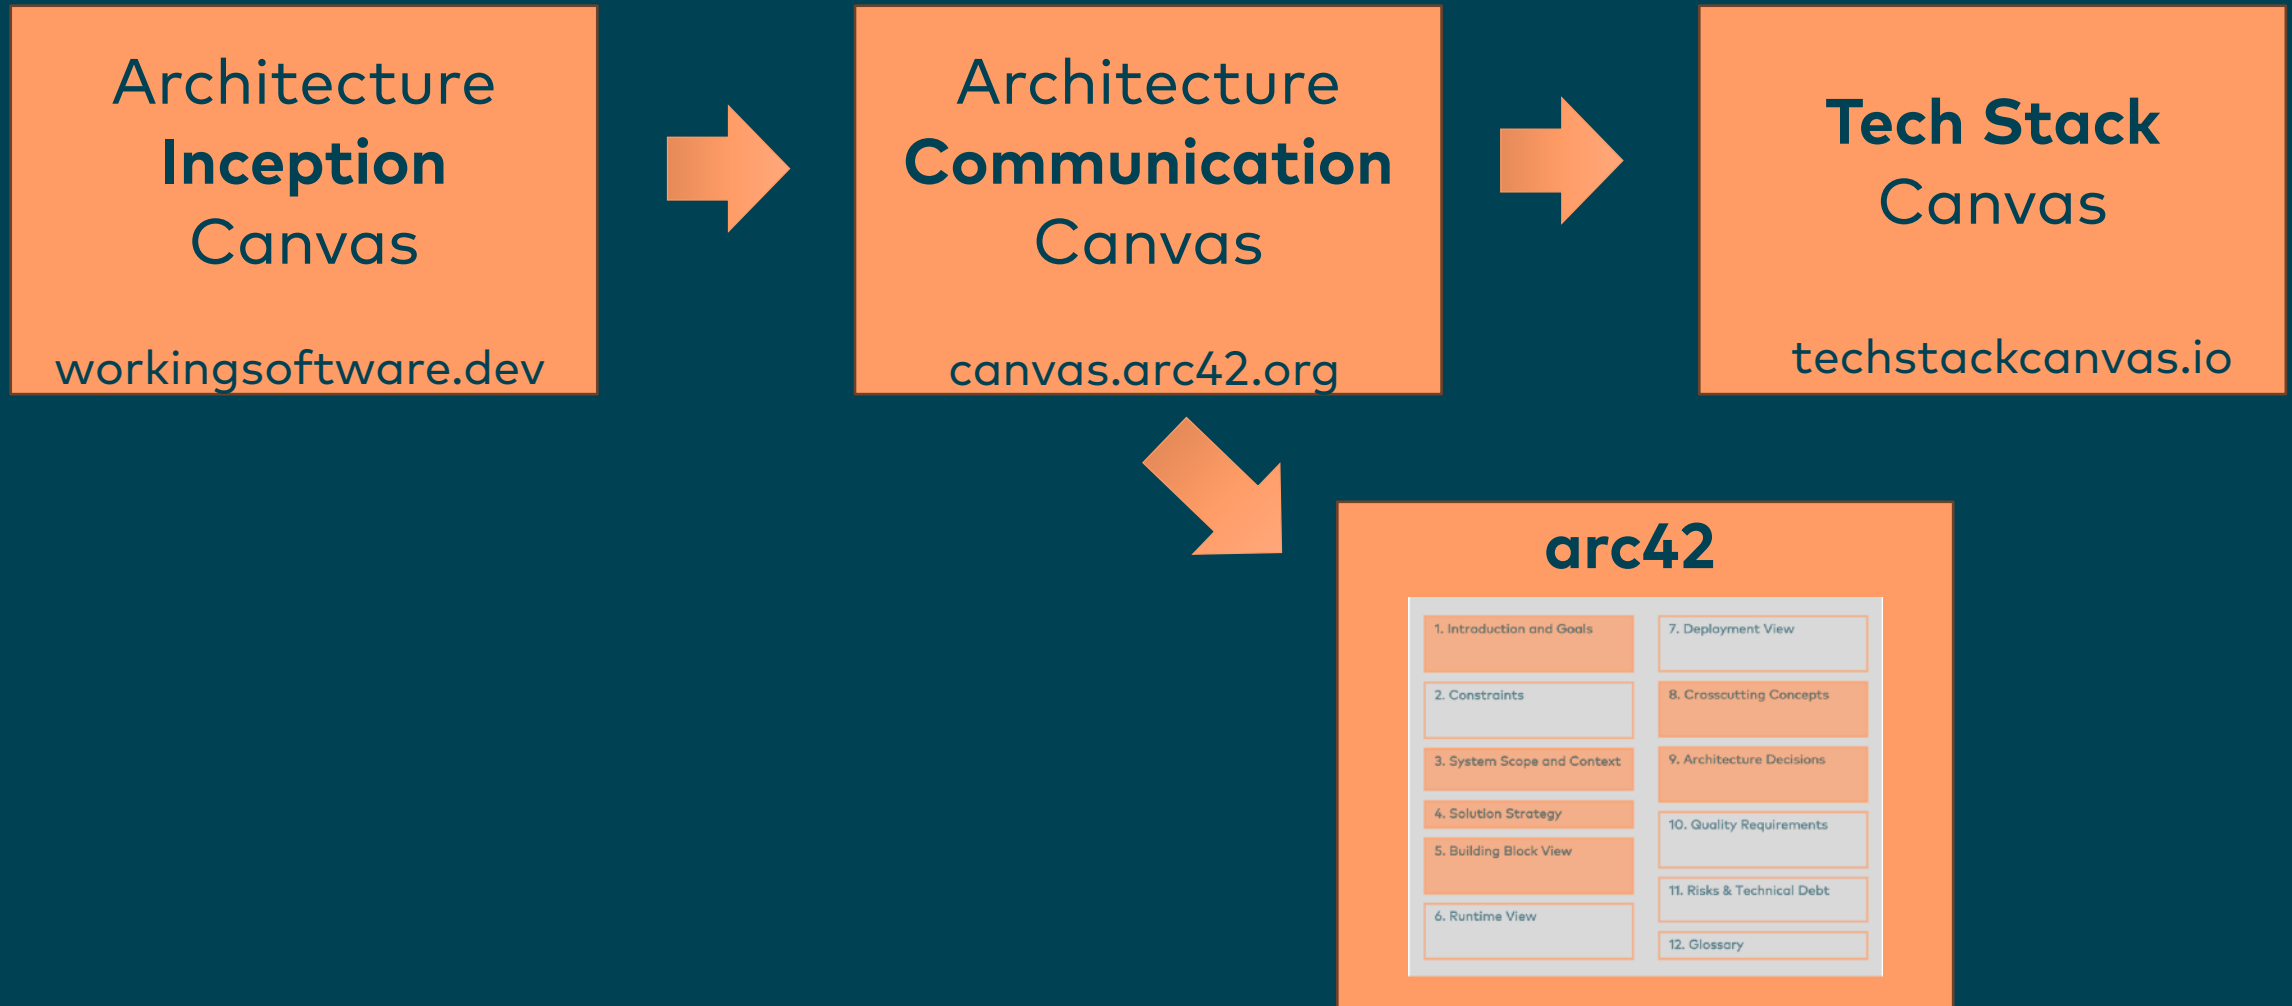 Architecture
Inception
Canvas
workingsoftware.dev
Architecture
Communication
Canvas
canvas.arc42.org
Tech Stack
Canvas
techstackcanvas.io
arc42
1. Introduction and Goals
2. Constraints
3. System Scope and Context
4. Solution Strategy
5. Building Block View
6. Runtime View
7. Deployment View
8. Crosscutting Concepts
9. Architecture Decisions
10. Quality Requirements
11. Risks & Technical Debt
12. Glossary